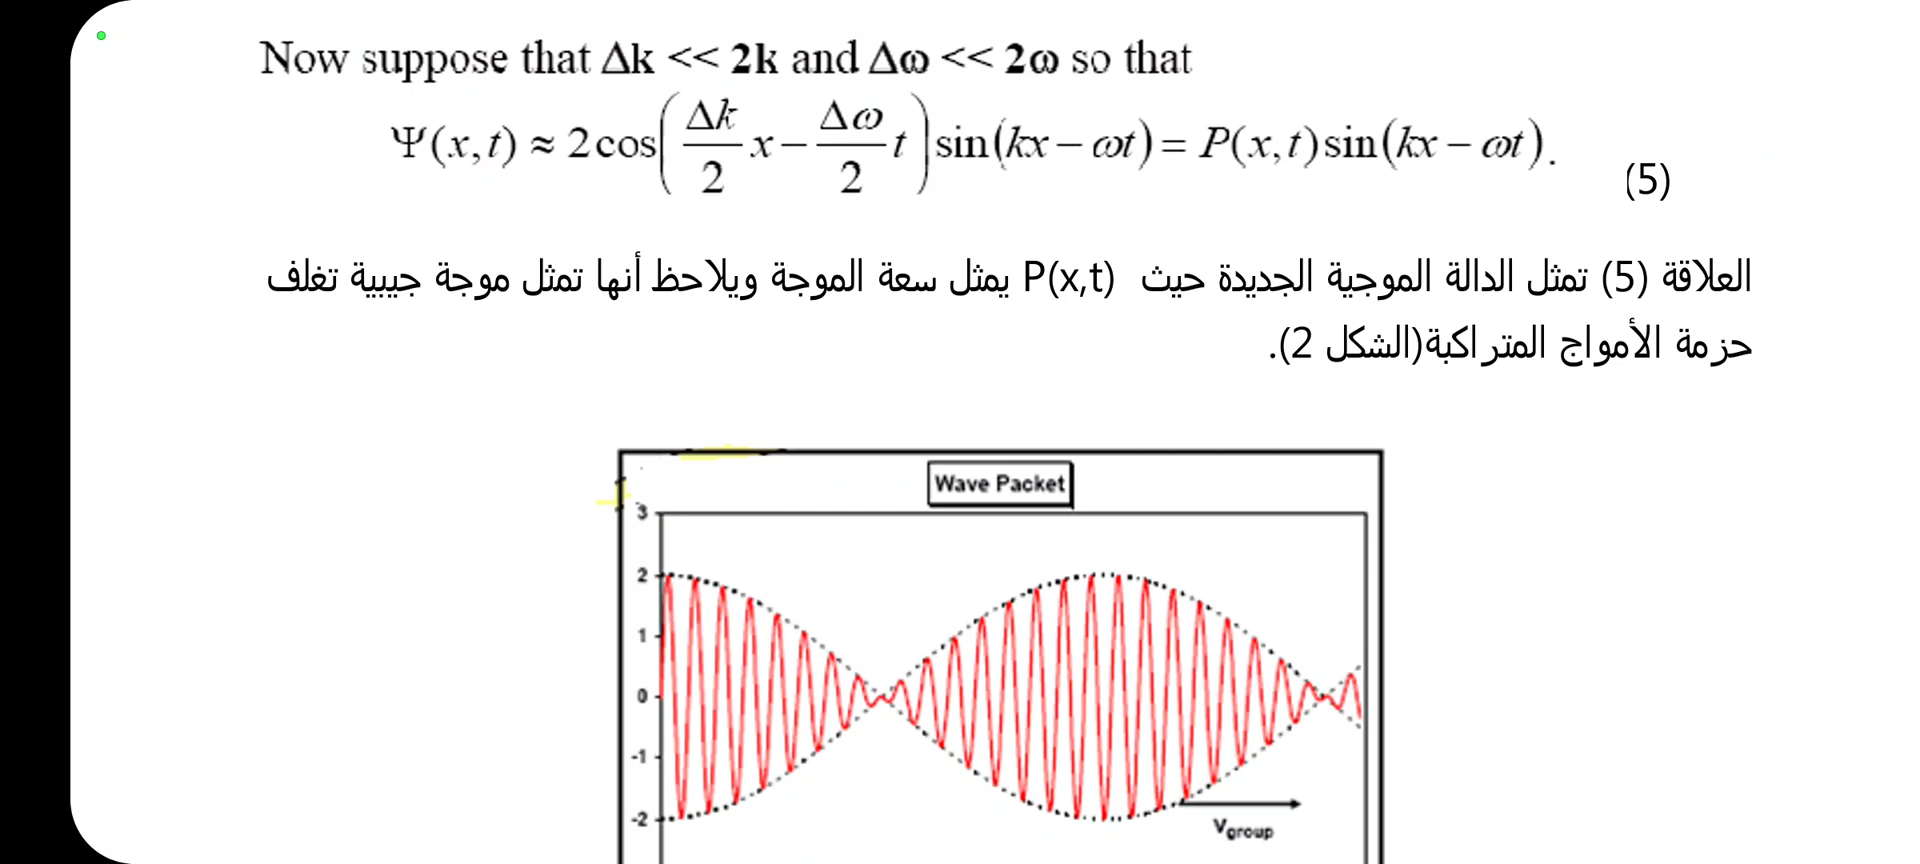 Now suppose that Δk << 2k and Δω << 2ω so that
Ψ(x,t) ≈ 2cos(Δk/2 x − Δω/2 t)sin(kx − ωt) = P(x,t)sin(kx − ωt).
(5)
العلاقة (5) تمثل الدالة الموجية الجديدة حيث P(x,t) يمثل سعة الموجة ويلاحظ أنها تمثل موجة جيبية تغلف
حزمة الأمواج المتراكبة(الشكل 2).
Wave Packet
3
2
1
0
-1
-2
Vgroup